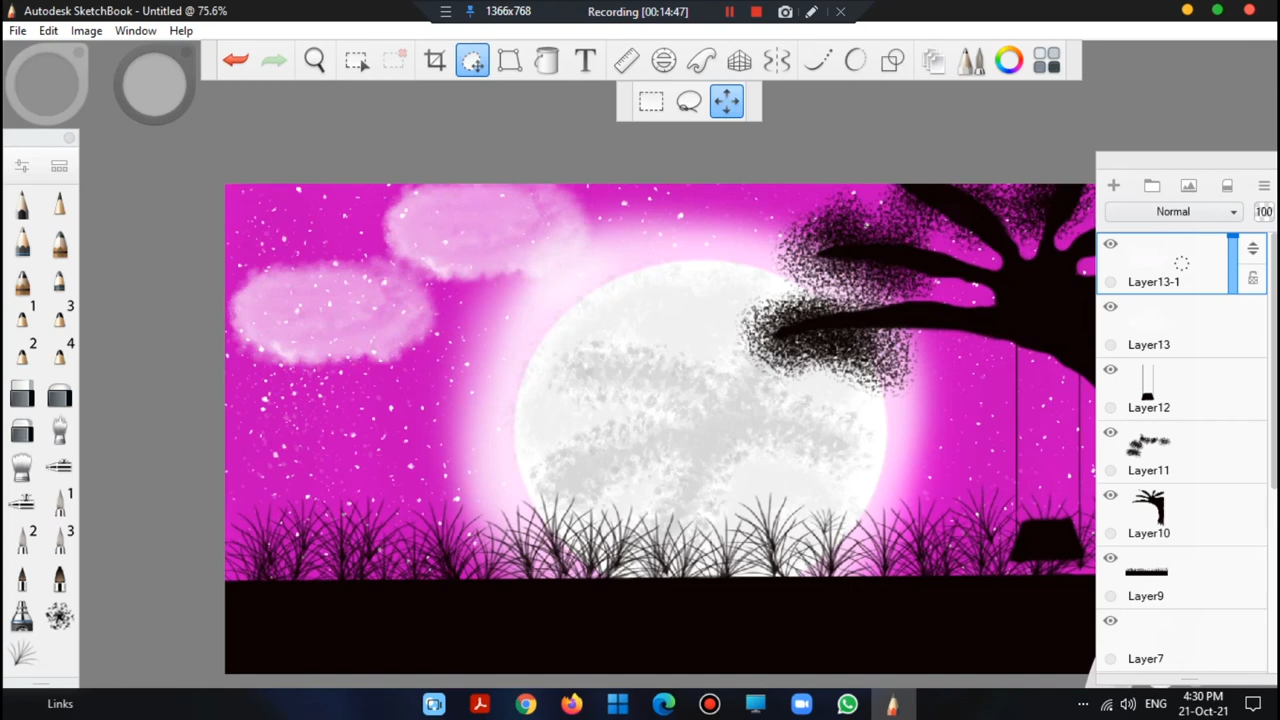 Autodesk SketchBook - Untitled @ 75.6%
1366x768
Recording [00:14:47]
File Edit Image Window Help
T
Normal
100
Layer13-1
1 3
Layer13
2 4
Layer12
Layer11
1
Layer10
2 3
Layer9
Layer7
Links
ENG
4:30 PM
21-Oct-21